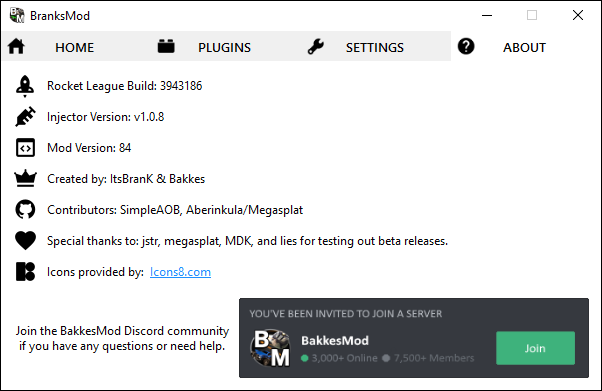 BranksMod
HOME PLUGINS SETTINGS ABOUT
Rocket League Build: 3943186
Injector Version: v1.0.8
Mod Version: 84
Created by: ItsBranK & Bakkes
Contributors: SimpleAOB, Aberinkula/Megasplat
Special thanks to: jstr, megasplat, MDK, and lies for testing out beta releases.
Icons provided by: Icons8.com
Join the BakkesMod Discord community
if you have any questions or need help.
YOU'VE BEEN INVITED TO JOIN A SERVER
B M
BakkesMod
3,000+ Online 7,500+ Members
Join